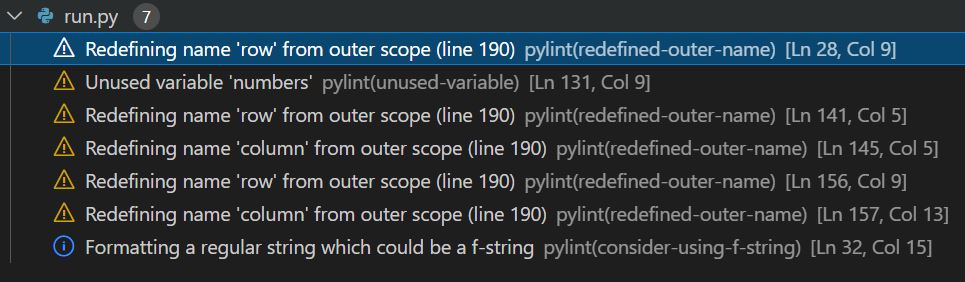 run.py 7
Redefining name 'row' from outer scope (line 190) pylint(redefined-outer-name) [Ln 28, Col 9]
Unused variable 'numbers' pylint(unused-variable) [Ln 131, Col 9]
Redefining name 'row' from outer scope (line 190) pylint(redefined-outer-name) [Ln 141, Col 5]
Redefining name 'column' from outer scope (line 190) pylint(redefined-outer-name) [Ln 145, Col 5]
Redefining name 'row' from outer scope (line 190) pylint(redefined-outer-name) [Ln 156, Col 9]
Redefining name 'column' from outer scope (line 190) pylint(redefined-outer-name) [Ln 157, Col 13]
Formatting a regular string which could be a f-string pylint(consider-using-f-string) [Ln 32, Col 15]